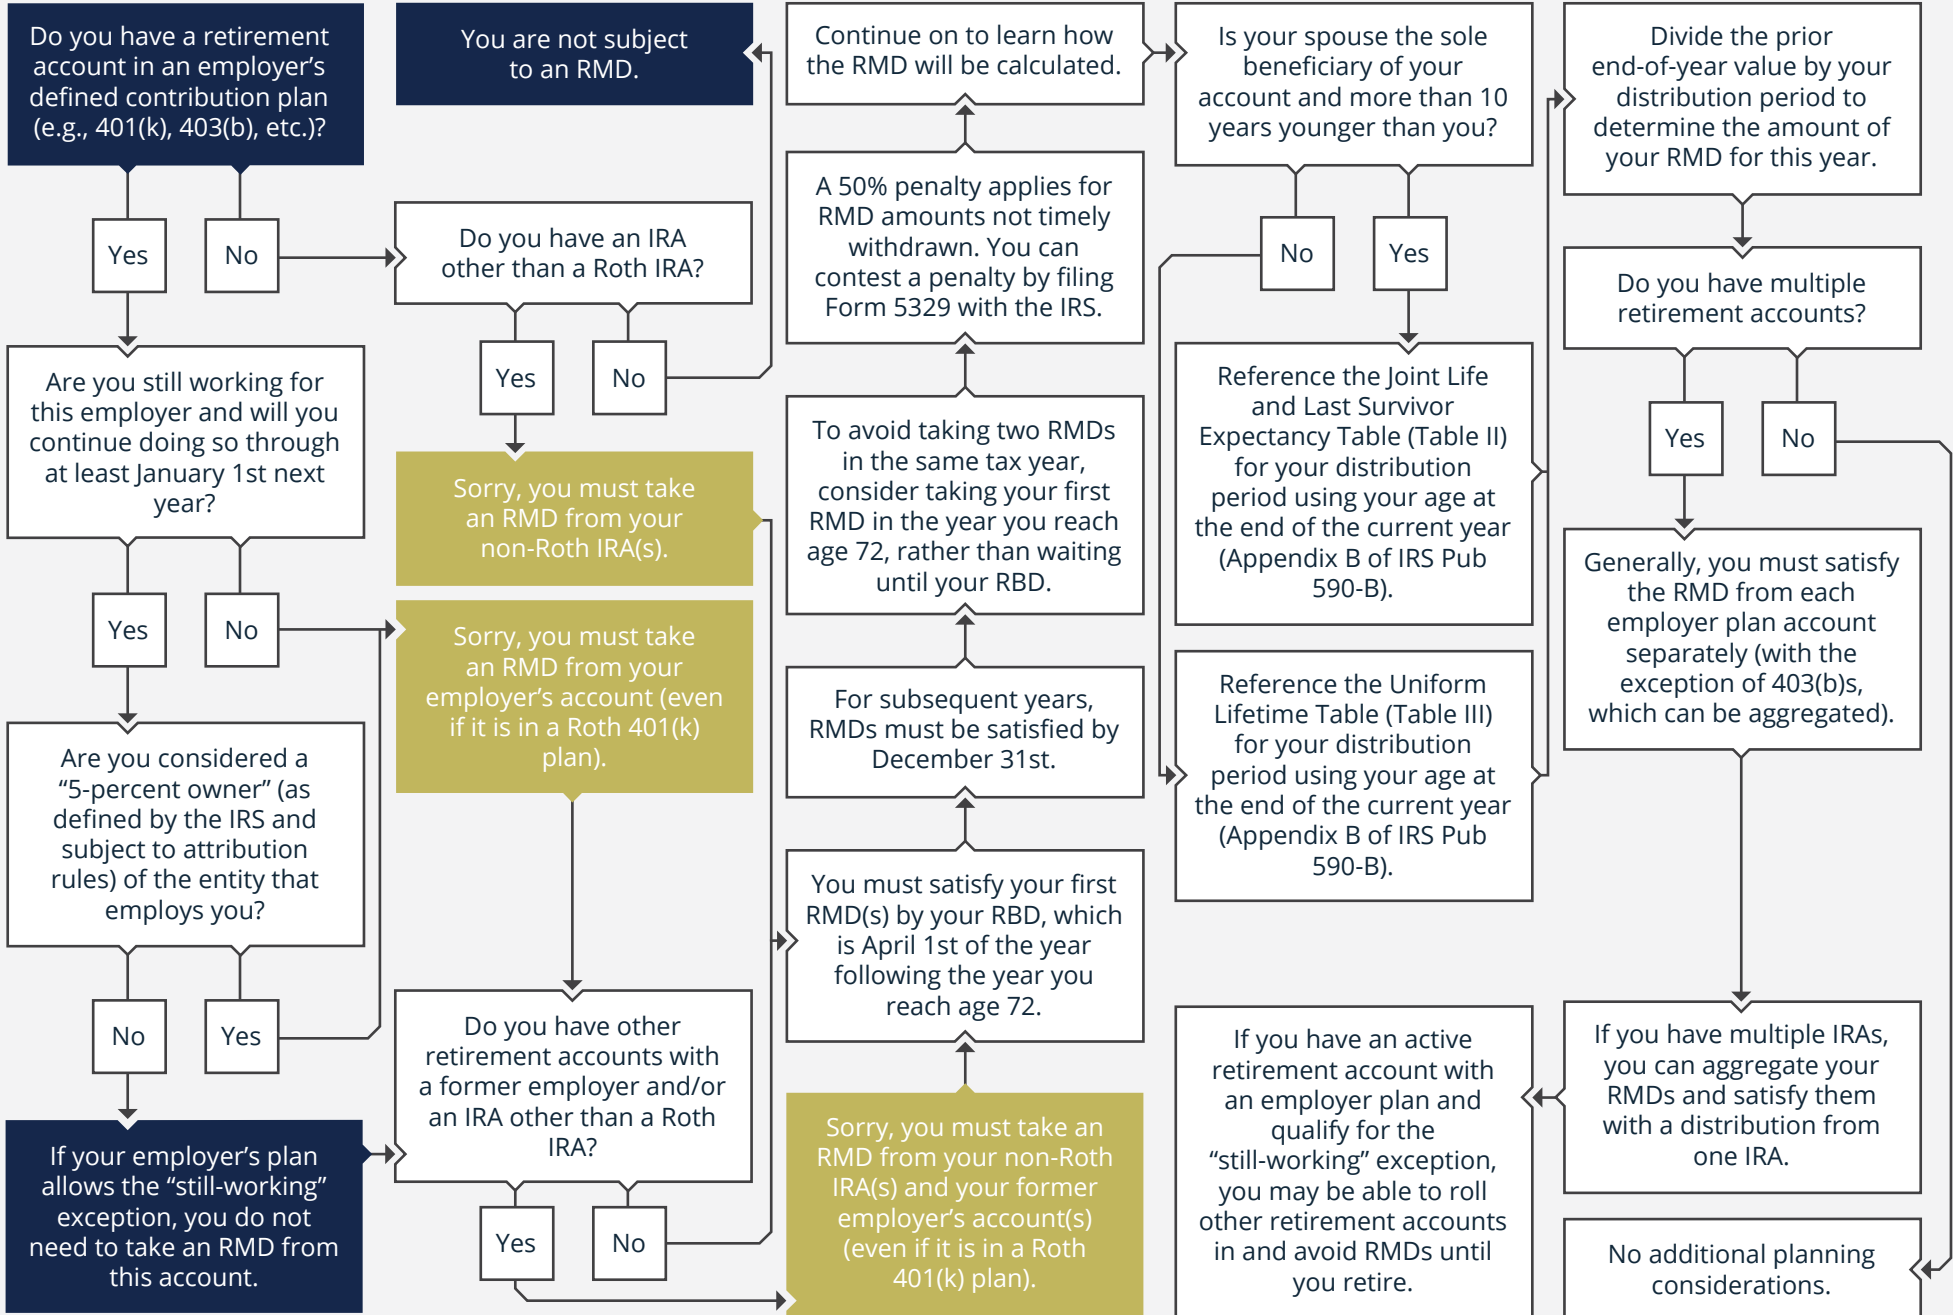 Do you have a retirement
account in an employer’s
defined contribution plan
(e.g., 401(k), 403(b), etc.)?
Yes
No
Are you still working for
this employer and will you
continue doing so through
at least January 1st next
year?
Yes
No
Are you considered a
“5-percent owner” (as
defined by the IRS and
subject to attribution
rules) of the entity that
employs you?
No
Yes
If your employer’s plan
allows the “still-working”
exception, you do not
need to take an RMD from
this account.
You are not subject
to an RMD.
Do you have an IRA
other than a Roth IRA?
Yes
No
Sorry, you must take
an RMD from your
non-Roth IRA(s).
Sorry, you must take
an RMD from your
employer’s account (even
if it is in a Roth 401(k)
plan).
Do you have other
retirement accounts with
a former employer and/or
an IRA other than a Roth
IRA?
Yes
No
Continue on to learn how
the RMD will be calculated.
A 50% penalty applies for
RMD amounts not timely
withdrawn. You can
contest a penalty by filing
Form 5329 with the IRS.
To avoid taking two RMDs
in the same tax year,
consider taking your first
RMD in the year you reach
age 72, rather than waiting
until your RBD.
For subsequent years,
RMDs must be satisfied by
December 31st.
You must satisfy your first
RMD(s) by your RBD, which
is April 1st of the year
following the year you
reach age 72.
Sorry, you must take an
RMD from your non-Roth
IRA(s) and your former
employer’s account(s)
(even if it is in a Roth
401(k) plan).
Is your spouse the sole
beneficiary of your
account and more than 10
years younger than you?
No
Yes
Reference the Joint Life
and Last Survivor
Expectancy Table (Table II)
for your distribution
period using your age at
the end of the current year
(Appendix B of IRS Pub
590-B).
Reference the Uniform
Lifetime Table (Table III)
for your distribution
period using your age at
the end of the current year
(Appendix B of IRS Pub
590-B).
If you have an active
retirement account with
an employer plan and
qualify for the
“still-working” exception,
you may be able to roll
other retirement accounts
in and avoid RMDs until
you retire.
Divide the prior
end-of-year value by your
distribution period to
determine the amount of
your RMD for this year.
Do you have multiple
retirement accounts?
Yes
No
Generally, you must satisfy
the RMD from each
employer plan account
separately (with the
exception of 403(b)s,
which can be aggregated).
If you have multiple IRAs,
you can aggregate your
RMDs and satisfy them
with a distribution from
one IRA.
No additional planning
considerations.